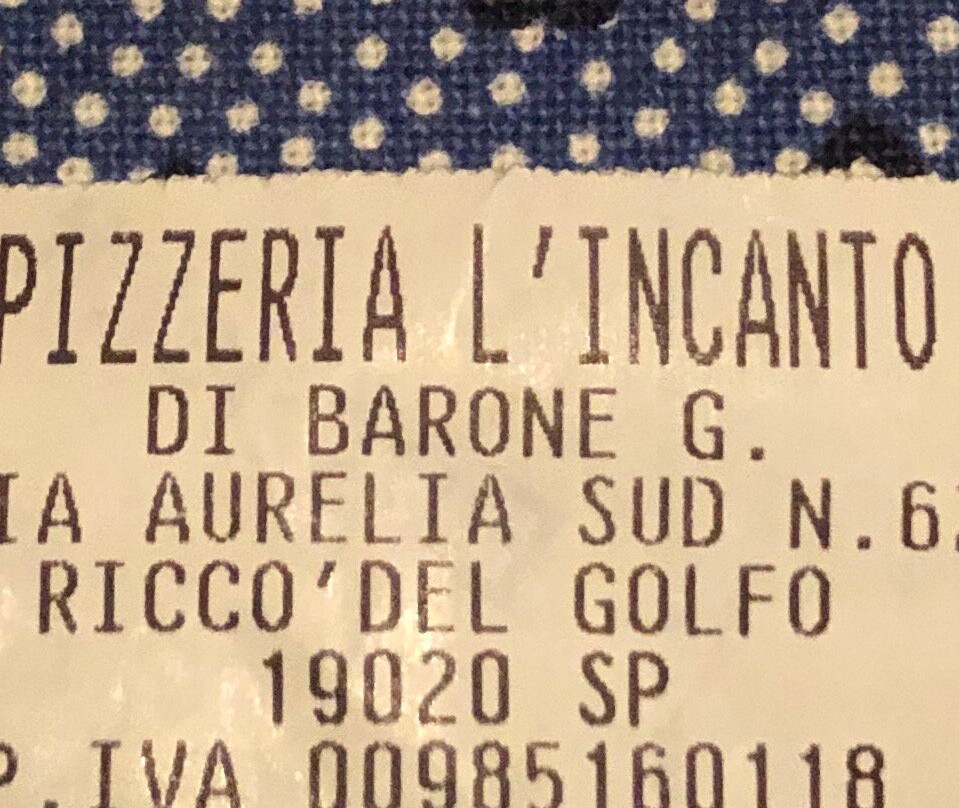 PIZZERIA L'INCANTO
DI BARONE G.
IA AURELIA SUD N.6
RICCO'DEL GOLFO
19020 SP
P.IVA 00985160118